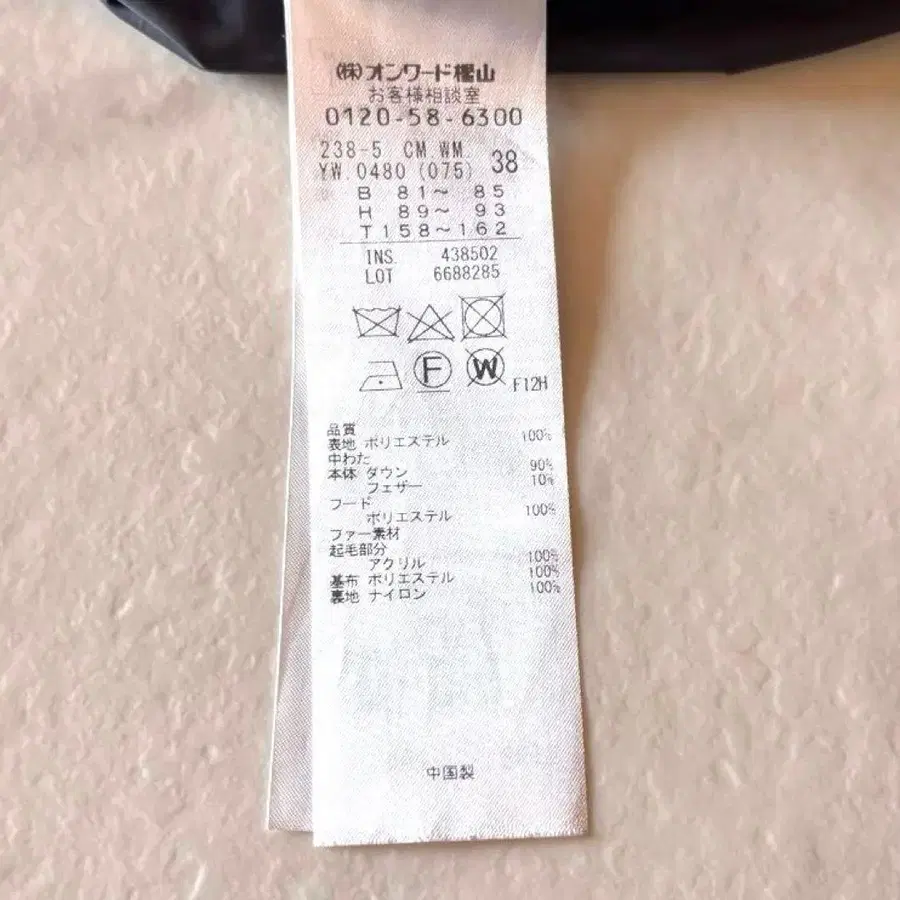 (株)オンワード樫山
お客様相談室
0120-58-6300
238-5 CM WM. 38
YW. 0480 (075)
B 81〜 85
H 89〜 93
T158〜162
INS. 438502
LOT 6688285
F
W
F12H
品質
表地 ポリエステル 100%
中わた
本体 ダウン 90%
フェザー 10%
フード
ポリエステル 100%
ファー素材
起毛部分
アクリル 100%
基布 ポリエステル 100%
裏地 ナイロン 100%
中国製